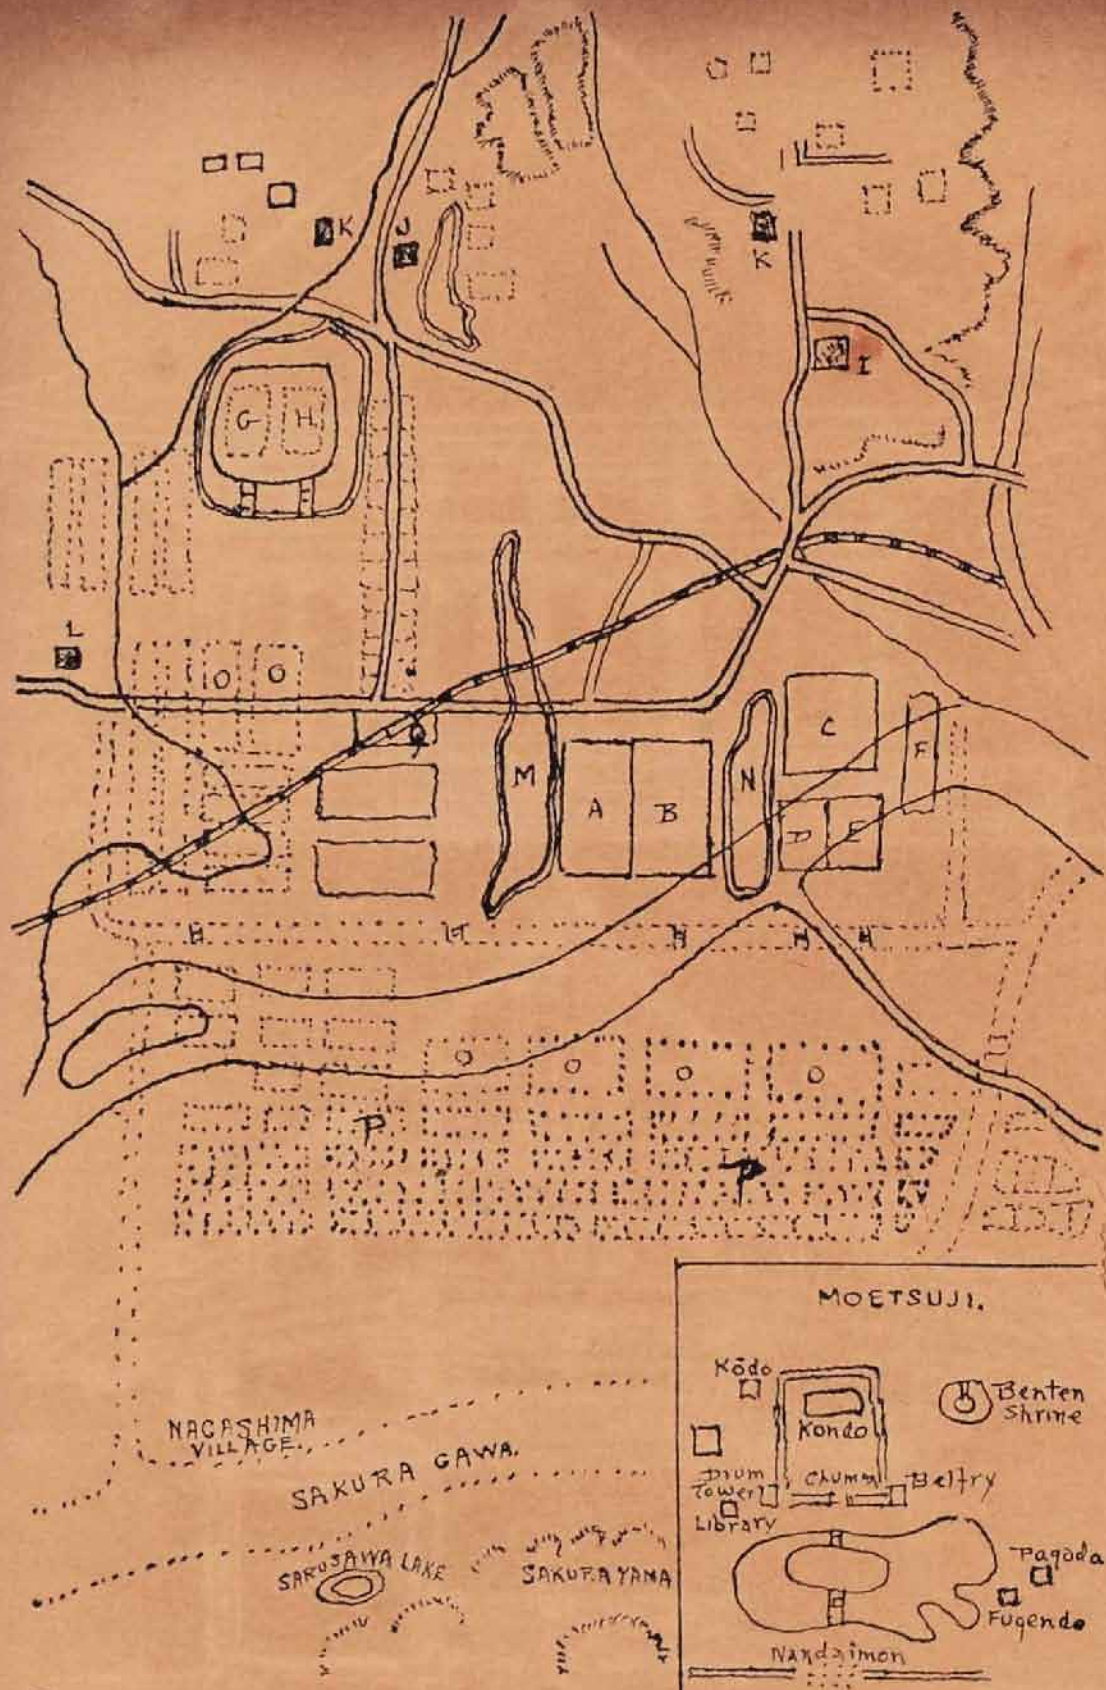 K
J
K
I
G H
L
O O
M
A B
N
C
D E
F
O O O O
P
P
MOETSUJI.
Kōdo
Kondo
Benten
Shrine
Drum
Tower
Belfry
Library
Pagoda
Fugendo
Nandaimon
NAGASHIMA
VILLAGE.
SAKURA GAWA.
SARUSAWA LAKE
SAKURA YAMA